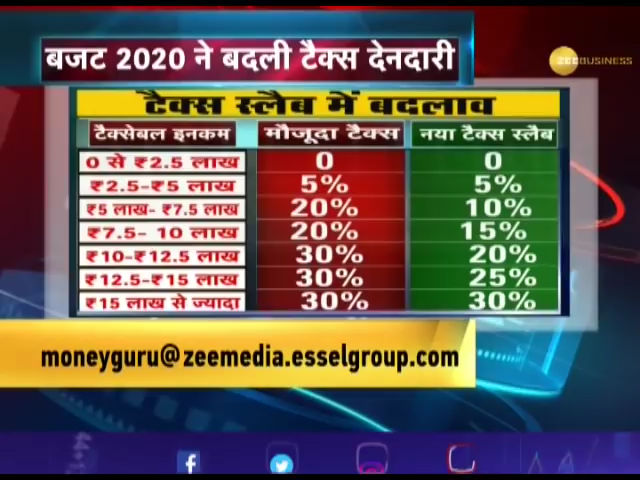 बजट 2020 ने बदली टैक्स देनदारी
ZEEBUSINESS
टैक्स स्लैब में बदलाव
टैक्सेबल इनकम मौजूदा टैक्स नया टैक्स स्लैब
0 से ₹2.5 लाख 0 0
₹2.5-₹5 लाख 5% 5%
₹5 लाख- ₹7.5 लाख 20% 10%
₹7.5- 10 लाख 20% 15%
₹10-₹12.5 लाख 30% 20%
₹12.5-₹15 लाख 30% 25%
₹15 लाख से ज्यादा 30% 30%
moneyguru@zeemedia.esselgroup.com